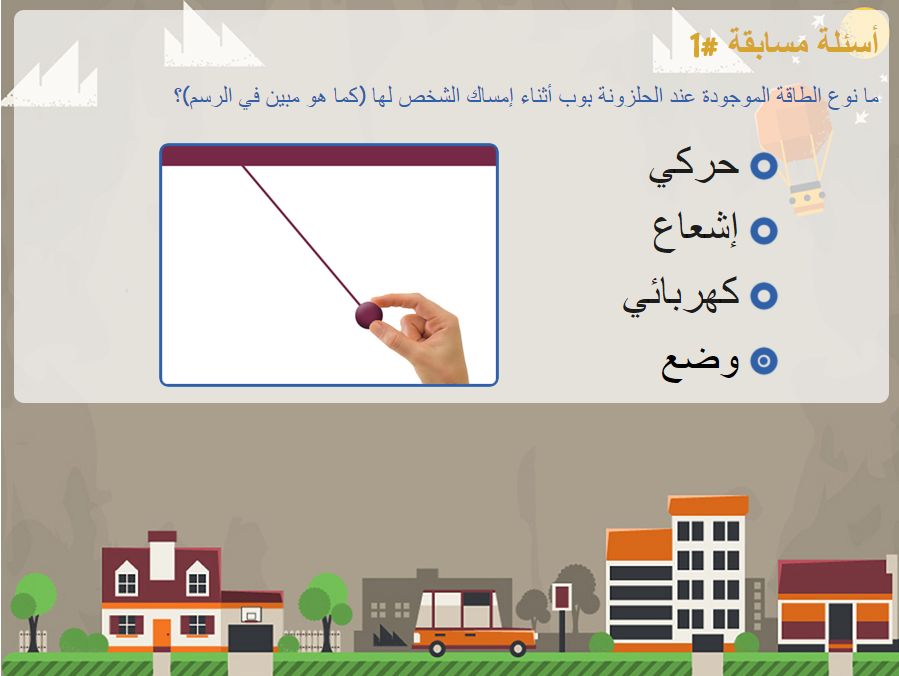 أسئلة مسابقة #1
ما نوع الطاقة الموجودة عند الحلزونة بوب أثناء إمساك الشخص لها (كما هو مبين في الرسم)؟
حركي
إشعاع
كهربائي
وضع